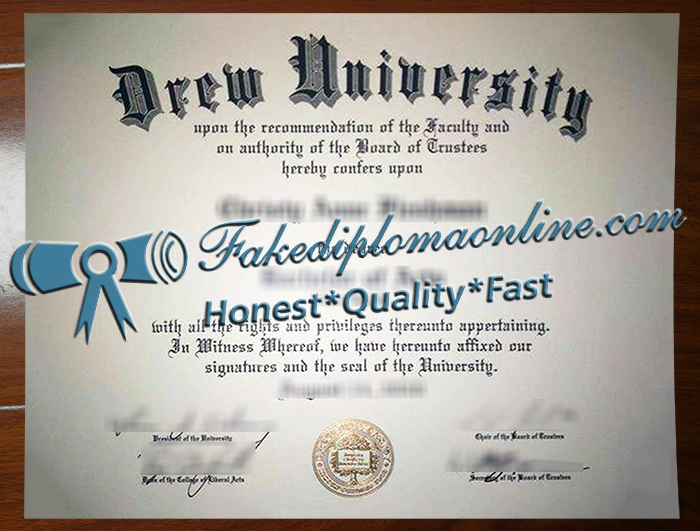 Drew University
upon the recommendation of the Faculty and
on authority of the Board of Trustees
hereby confers upon
Fakediplomaonline.com
Honest*Quality*Fast
with all the rights and privileges thereunto appertaining.
In Witness Whereof, we have hereunto affixed our
signatures and the seal of the University.
President of the University
Chair of the Board of Trustees
Dean of the College of Liberal Arts
Secretary of the Board of Trustees